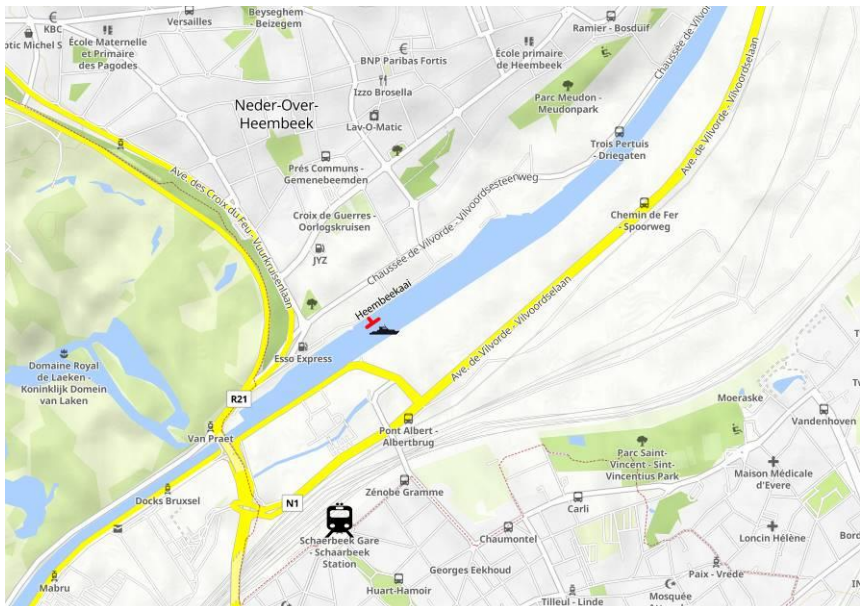 KBC
otic Michel S
École Maternelle
et Primaire
des Pagodes
Versailles
Beyseghem -
Beizegem
BNP Paribas Fortis
Izzo Brosella
Lav-O-Matic
École primaire
de Heembeek
Ramier - Bosduif
Chaussée de Vilvorde
Parc Meudon -
Meudonpark
Neder-Over-
Heembeek
Trois Pertuis
- Driegaten
Ave. de Vilvorde - Vilvoordselaan
Prés Communs -
Gemenebeemden
Ave. des Croix du Feu - Vuurkruisenlaan
Chaussée de Vilvorde - Vilvoordsesteenweg
Croix de Guerres -
Oorlogskruisen
JYZ
Chemin de Fer
- Spoorweg
Heembeekaai
Esso Express
Ave. de Vilvorde - Vilvoordselaan
Domaine Royal
de Laeken -
Koninklijk Domein
van Laken
R21
Van Praet
Pont Albert -
Albertbrug
Moeraske
Vandenhoven
Parc Saint-
Vincent - Sint-
Vincentius Park
Maison Médicale
d'Evere
Docks Bruxsel
N1
Zénobe Gramme
Carli
Schaerbeek Gare
- Schaarbeek
Station
Chaumontel
Loncin Hélène
Bord
Georges Eekhoud
Mabru
Huart-Hamoir
Tilleul - Linde
Paix - Vrede
Mosquée